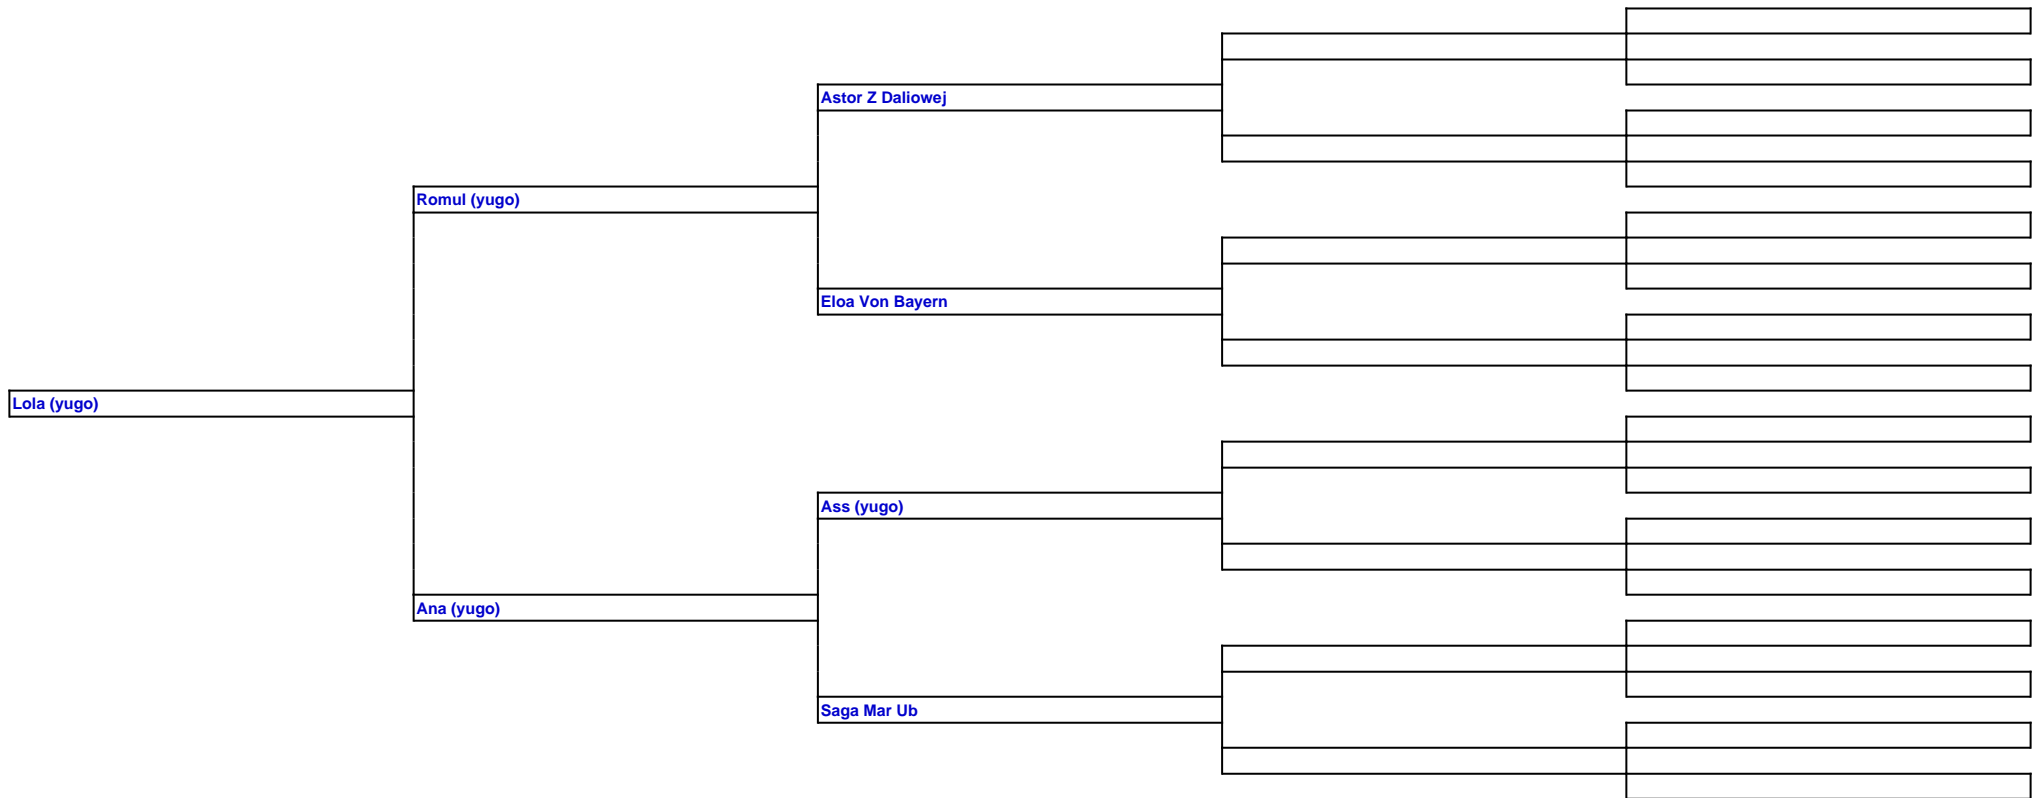 Astor Z Daliowej
Romul (yugo)
Eloa Von Bayern
Lola (yugo)
Ass (yugo)
Ana (yugo)
Saga Mar Ub